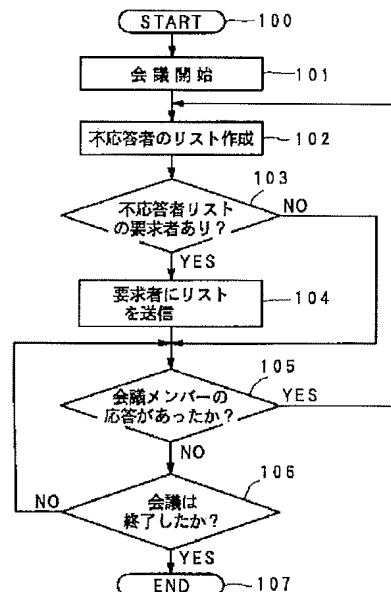 START
100
会議開始
101
不応答者のリスト作成
102
103
不応答者リスト
の要求者あり?
NO
YES
要求者にリスト
を送信
104
105
会議メンバーの
応答があったか?
YES
NO
106
会議は
終了したか?
NO
YES
END
107